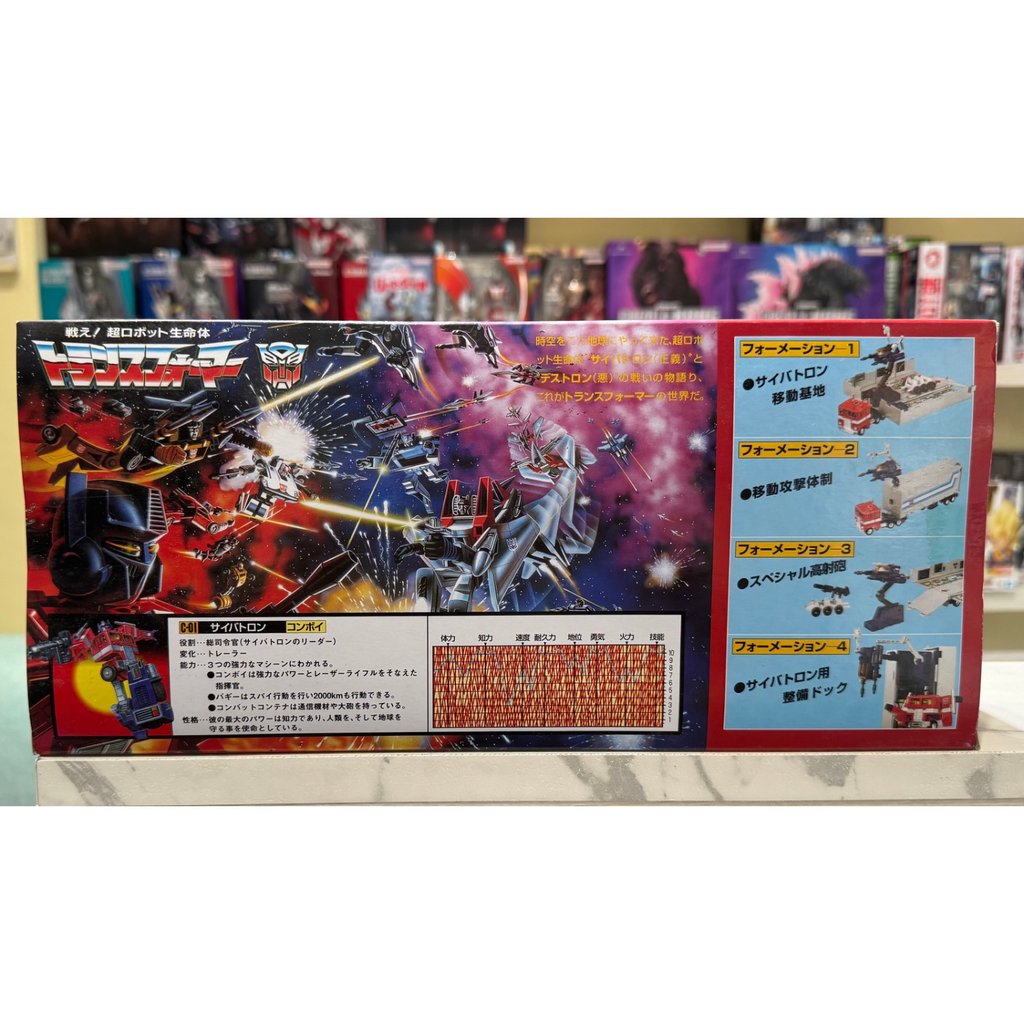 戦え! 超ロボット生命体
トランスフォーマー
時空をこえ地球にやって来た、超ロボ
ット生命体"サイバトロン(正義)"と
デストロン(悪)の戦いの物語り、
これがトランスフォーマーの世界だ。
C-01 サイバトロン コンボイ
役割…総司令官(サイバトロンのリーダー)
変化…トレーラー
能力…3つの強力なマシーンにわかれる。
●コンボイは強力なパワーとレーザーライフルをそなえた
指揮官。
●バギーはスパイ行動を行い2000kmも行動できる。
●コンバットコンテナは通信機材や大砲を持っている。
性格…彼の最大のパワーは知力であり、人類を、そして地球を
守る事を使命としている。
体力 知力 速度 耐久力 地位 勇気 火力 技能
10
9
8
7
6
5
4
3
2
1
フォーメーション—1
●サイバトロン
移動基地
フォーメーション—2
●移動攻撃体制
フォーメーション—3
●スペシャル高射砲
フォーメーション—4
●サイバトロン用
整備ドック